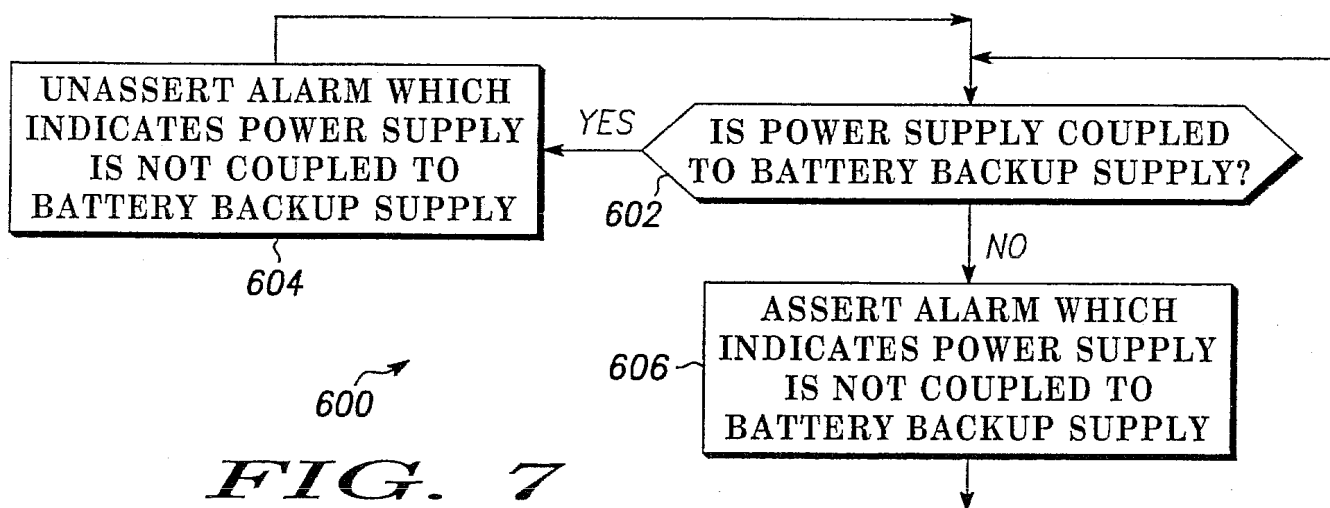 UNASSERT ALARM WHICH
INDICATES POWER SUPPLY
IS NOT COUPLED TO
BATTERY BACKUP SUPPLY
604
YES
IS POWER SUPPLY COUPLED
TO BATTERY BACKUP SUPPLY?
602
NO
ASSERT ALARM WHICH
INDICATES POWER SUPPLY
IS NOT COUPLED TO
BATTERY BACKUP SUPPLY
606
600
FIG. 7